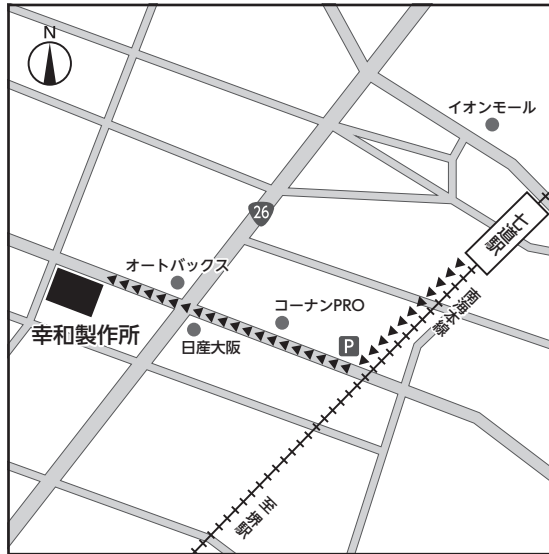 N
イオンモール
26
七道駅
オートバックス
コーナンPRO
南海本線
幸和製作所
日産大阪
P
至堺駅